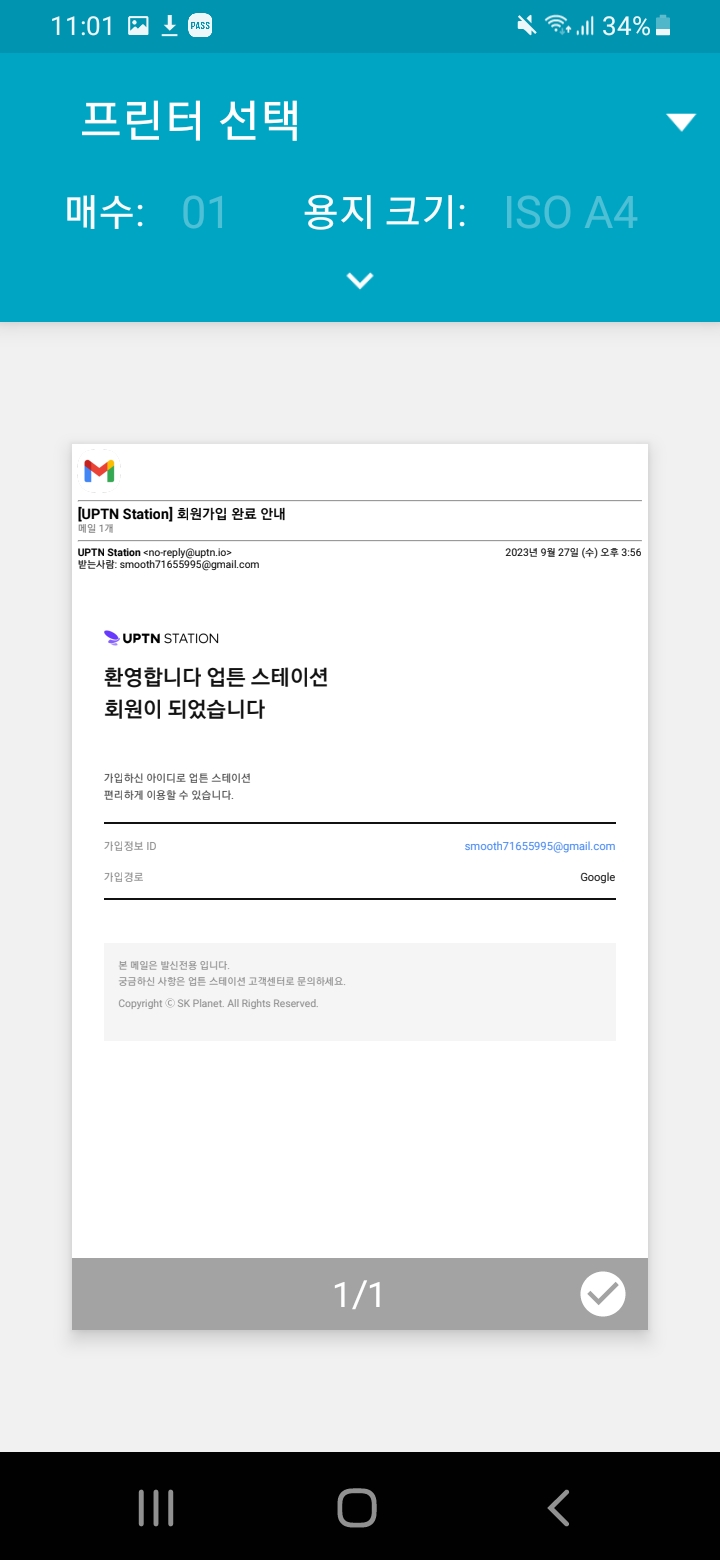 11:01 PASS 34%
프린터 선택
매수: 01 용지 크기: ISO A4
[UPTN Station] 회원가입 완료 안내
메일 1개
UPTN Station <no-reply@uptn.io> 2023년 9월 27일 (수) 오후 3:56
받는사람: smooth71655995@gmail.com
UPTN STATION
환영합니다 업튼 스테이션
회원이 되었습니다
가입하신 아이디로 업튼 스테이션
편리하게 이용할 수 있습니다.
가입정보 ID smooth71655995@gmail.com
가입경로 Google
본 메일은 발신전용 입니다.
궁금하신 사항은 업튼 스테이션 고객센터로 문의하세요.
Copyright ⓒ SK Planet. All Rights Reserved.
1/1